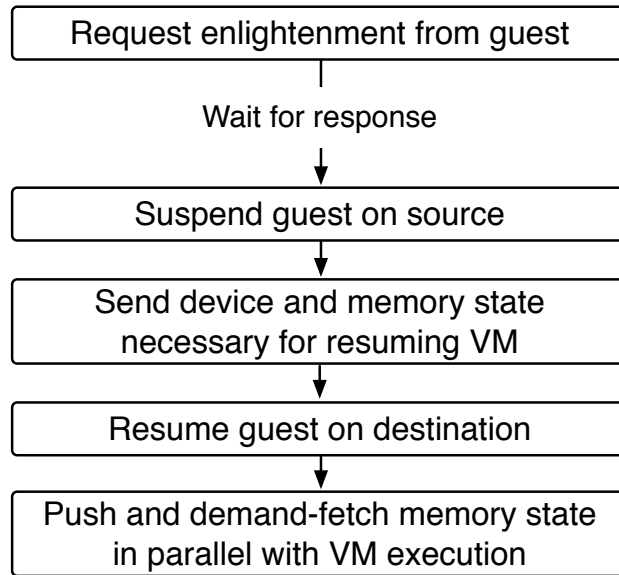 Request enlightenment from guest
Wait for response
Suspend guest on source
Send device and memory state
necessary for resuming VM
Resume guest on destination
Push and demand-fetch memory state
in parallel with VM execution